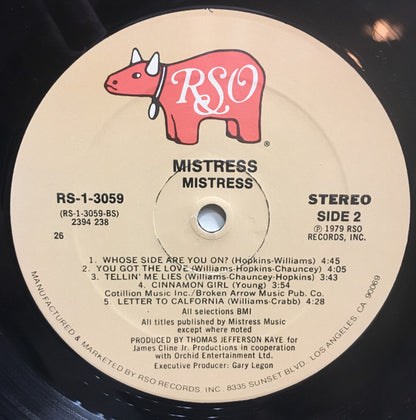 RSO
®
MISTRESS
MISTRESS
RS-1-3059
(RS-1-3059-BS)
2394 238
26
STEREO
SIDE 2
Ⓟ 1979 RSO
RECORDS, INC.
1. WHOSE SIDE ARE YOU ON? (Hopkins-Williams) 4:45
2. YOU GOT THE LOVE (Williams-Hopkins-Chauncey) 4:05
3. TELLIN' ME LIES (Williams-Chauncey-Hopkins) 4:31
4. CINNAMON GIRL (Young) 3:54
Cotillion Music Inc./Broken Arrow Music Pub. Co.
5. LETTER TO CALFORNIA (Williams-Crabb) 4:28
All selections BMI
All titles published by Mistress Music
except where noted
PRODUCED BY THOMAS JEFFERSON KAYE for
James Cline Jr. Productions in cooperation
with Orchid Entertainment Ltd.
Executive Producer: Gary Legon
MANUFACTURED & MARKETED BY RSO RECORDS, INC. 8335 SUNSET BLVD., LOS ANGELES, CA. 90069